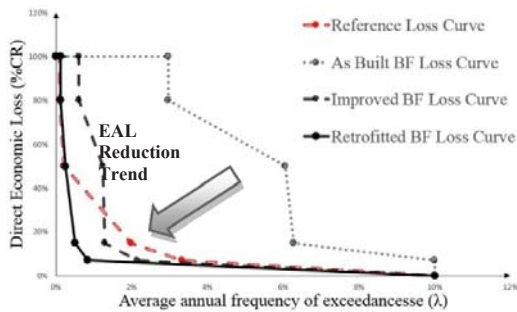 120%
100%
80%
60%
40%
20%
0%
Direct Economic Loss (%CR)
Reference Loss Curve
As Built BF Loss Curve
Improved BF Loss Curve
Retrofitted BF Loss Curve
EAL
Reduction
Trend
0% 2% 4% 6% 8% 10% 12%
Average annual frequency of exceedancesse (λ)